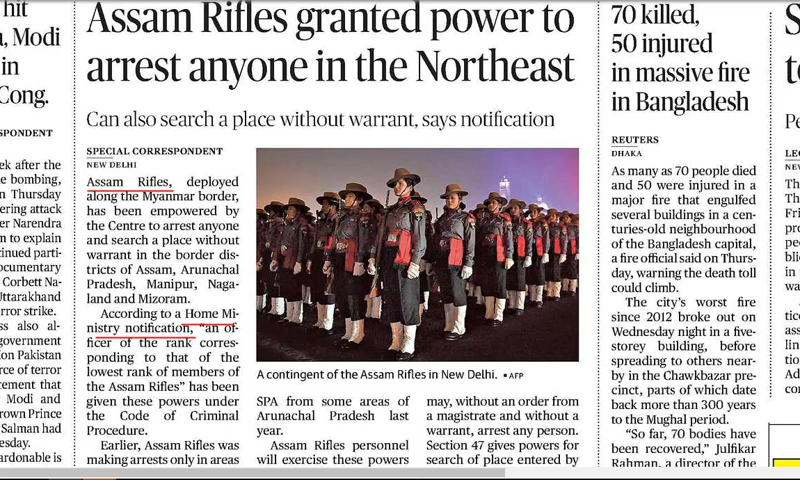 hit
a, Modi
in
Cong.
SPONDENT
ek after the
e bombing,
n Thursday
ering attack
er Narendra
n to explain
tinued parti-
ocumentary
Corbett Na-
Uttarakhand
rror strike.
ss also al-
government
on Pakistan
rce of terror
cement that
Modi and
rown Prince
Salman had
esday.
ardonable is
Assam Rifles granted power to
arrest anyone in the Northeast
Can also search a place without warrant, says notification
SPECIAL CORRESPONDENT
NEW DELHI
Assam Rifles, deployed
along the Myanmar border,
has been empowered by
the Centre to arrest anyone
and search a place without
warrant in the border dis-
tricts of Assam, Arunachal
Pradesh, Manipur, Naga-
land and Mizoram.
According to a Home Mi-
nistry notification, “an of-
ficer of the rank corres-
ponding to that of the
lowest rank of members of
the Assam Rifles” has been
given these powers under
the Code of Criminal
Procedure.
Earlier, Assam Rifles was
making arrests only in areas
A contingent of the Assam Rifles in New Delhi. ▪ AFP
SPA from some areas of
Arunachal Pradesh last
year.
Assam Rifles personnel
will exercise these powers
may, without an order from
a magistrate and without a
warrant, arrest any person.
Section 47 gives powers for
search of place entered by
70 killed,
50 injured
in massive fire
in Bangladesh
REUTERS
DHAKA
As many as 70 people died
and 50 were injured in a
major fire that engulfed
several buildings in a cen-
turies-old neighbourhood
of the Bangladesh capital,
a fire official said on Thurs-
day, warning the death toll
could climb.
The city’s worst fire
since 2012 broke out on
Wednesday night in a five-
storey building, before
spreading to others near-
by in the Chawkbazar pre-
cinct, parts of which date
back more than 300 years
to the Mughal period.
“So far, 70 bodies have
been recovered,” Julfikar
Rahman, a director of the